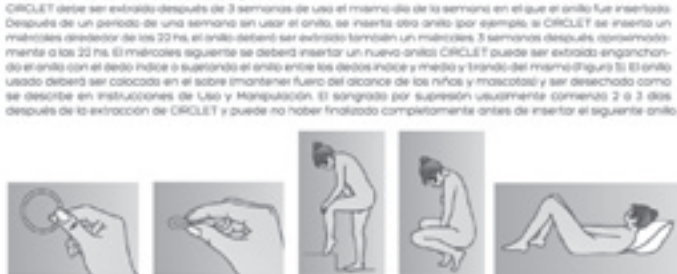 CIRCLET debe ser extraído después de 3 semanas de uso el mismo día de la semana en el que el anillo fue insertado.
Después de un período de una semana sin usar el anillo, se inserta otro anillo (por ejemplo, si CIRCLET se inserta un
miércoles alrededor de las 22 hs, el anillo deberá ser extraído también un miércoles, 3 semanas después, aproximada-
mente a las 22 hs. El miércoles siguiente se deberá insertar un nuevo anillo). CIRCLET puede ser extraído enganchan-
do el anillo con el dedo índice o sujetando el anillo entre los dedos índice y medio y tirando del mismo (Figura 5). El anillo
usado deberá ser colocado en el sobre (mantener fuera del alcance de los niños y mascotas) y ser desechado como
se describe en Instrucciones de Uso y Manipulación. El sangrado por supresión usualmente comienza 2 a 3 días
después de la extracción de CIRCLET y puede no haber finalizado completamente antes de insertar el siguiente anillo.